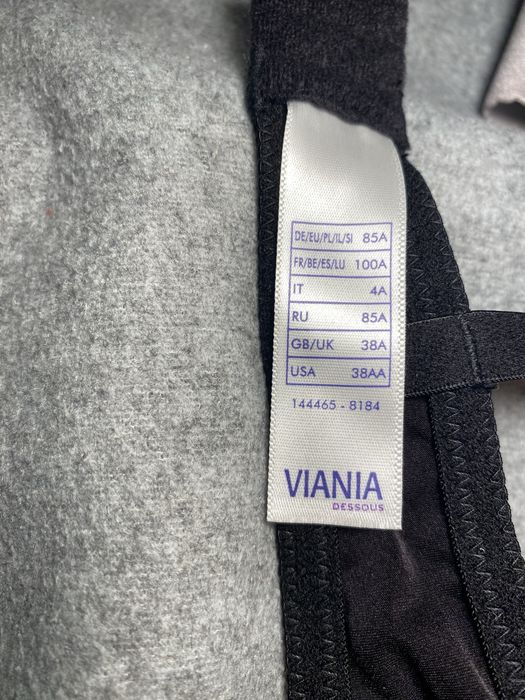 DE/EU/PL/IL/SI 85A
FR/BE/ES/LU 100A
IT 4A
RU 85A
GB/UK 38A
USA 38AA
144465 - 8184
VIANIA
DESSOUS